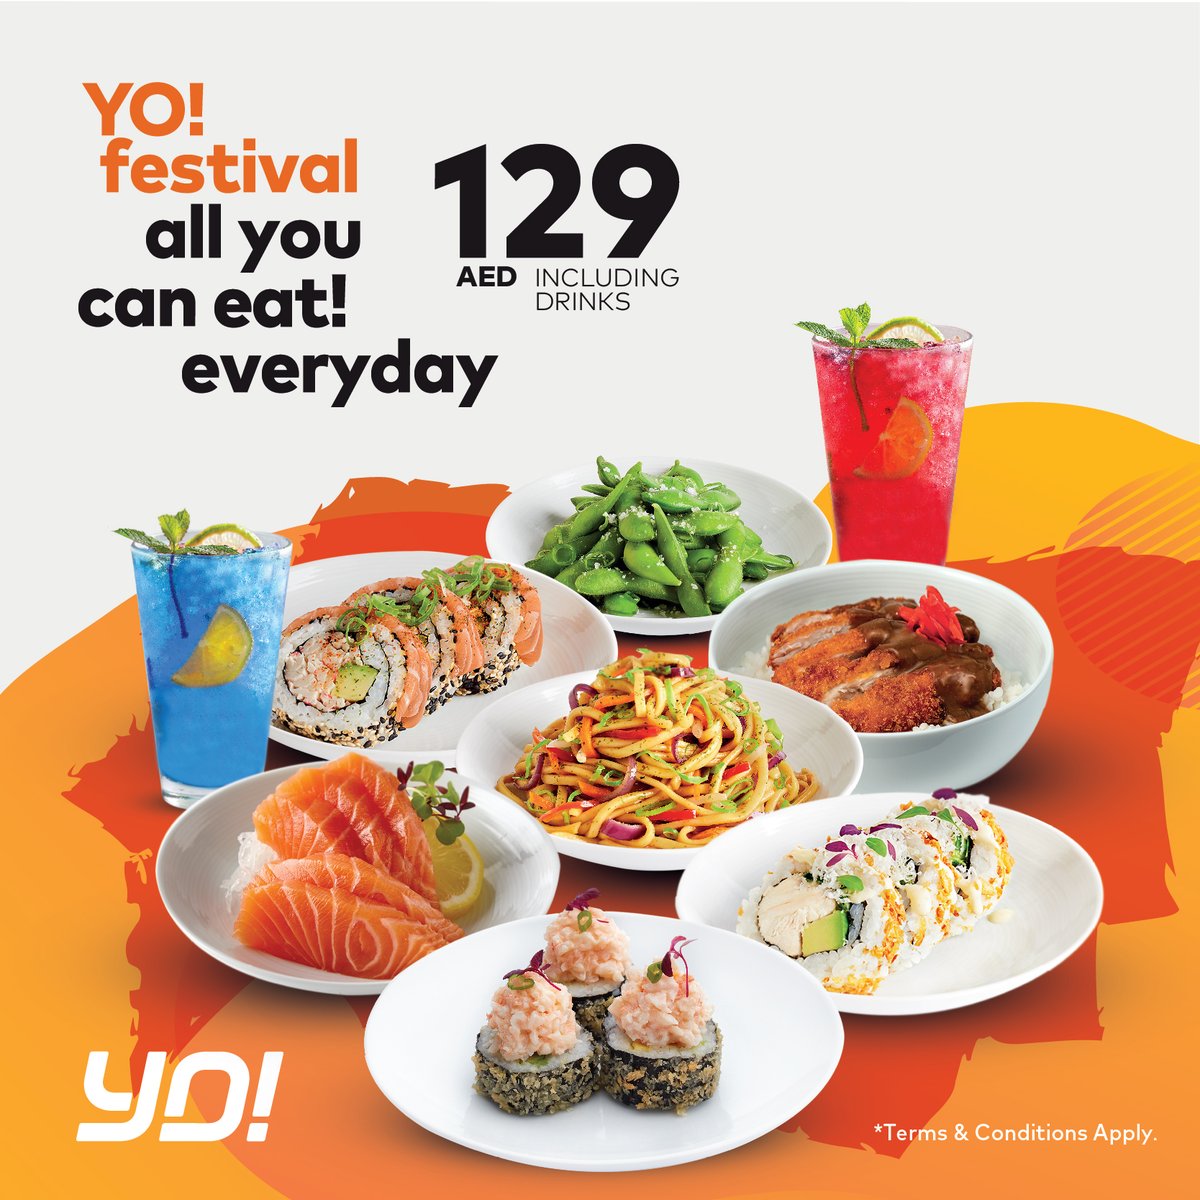 YO!
festival
all you
can eat!
everyday
129
AED INCLUDING
DRINKS
YO!
*Terms & Conditions Apply.